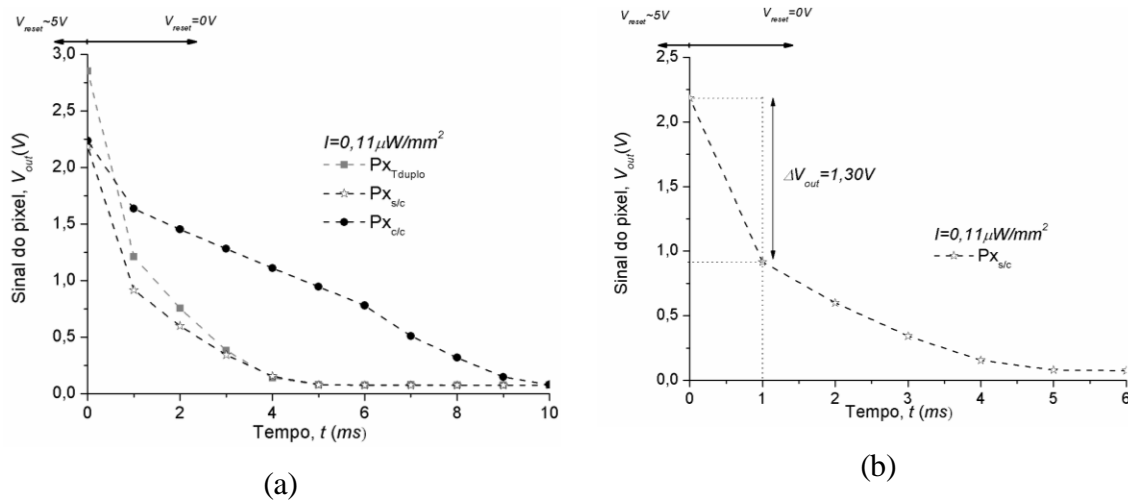 V_reset~5V
V_reset=0V
3,0
2,5
2,0
1,5
1,0
0,5
0,0
Sinal do pixel, V_out(V)
I=0,11µW/mm²
Px_Tduplo
Px_s/c
Px_c/c
0 2 4 6 8 10
Tempo, t (ms)
(a)
V_reset~5V
V_reset=0V
2,5
2,0
1,5
1,0
0,5
0,0
Sinal do pixel, V_out(V)
ΔV_out=1,30V
I=0,11µW/mm²
Px_s/c
0 1 2 3 4 5 6
Tempo, t (ms)
(b)